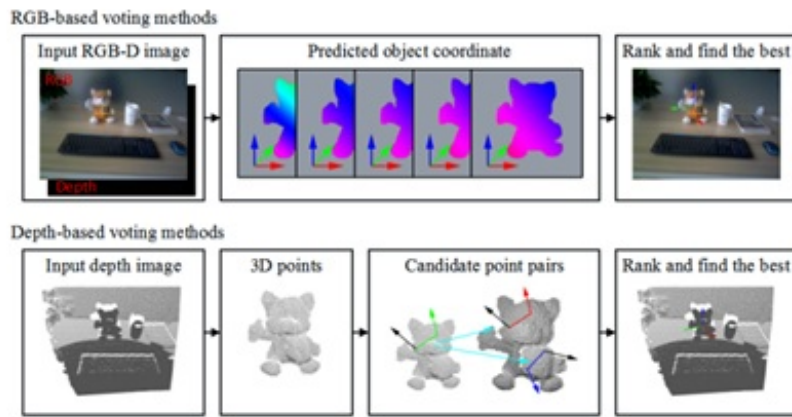 RGB-based voting methods
Input RGB-D image
Predicted object coordinate
Rank and find the best
RGB
Depth
Depth-based voting methods
Input depth image
3D points
Candidate point pairs
Rank and find the best